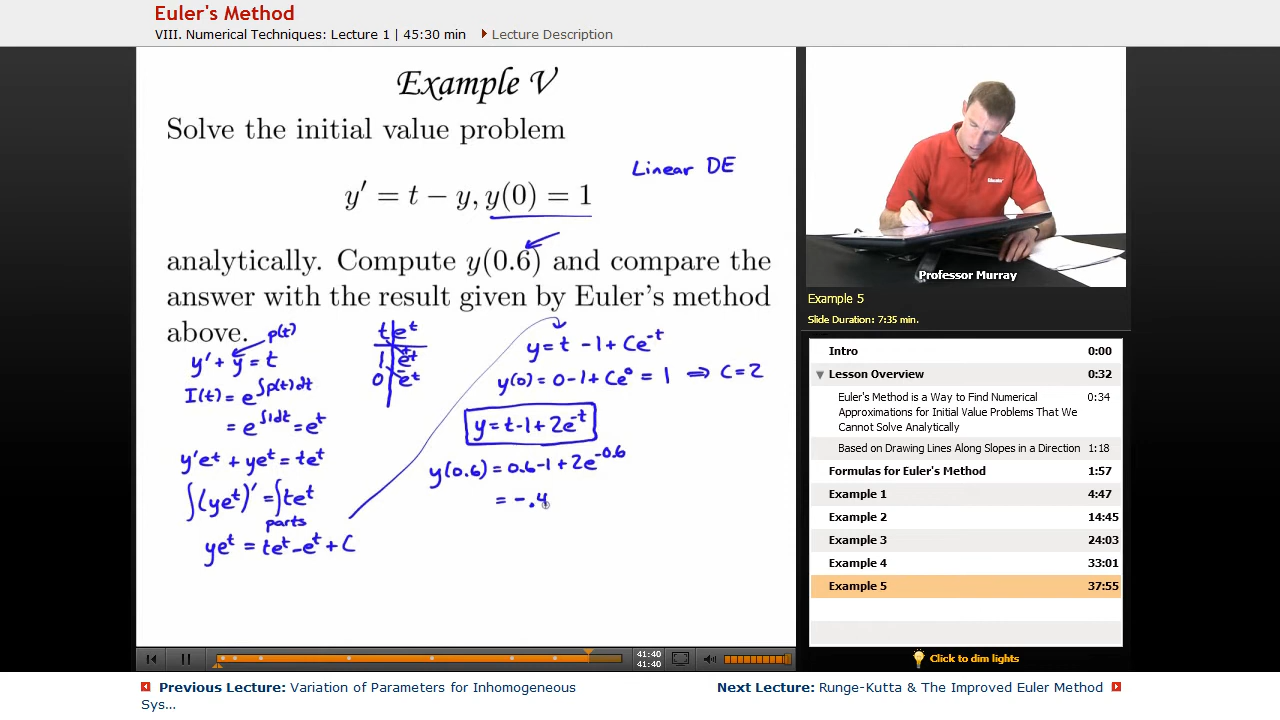 Euler's Method
VIII. Numerical Techniques: Lecture 1 | 45:30 min Lecture Description
Example V
Solve the initial value problem
Linear DE
y' = t − y, y(0) = 1
analytically. Compute y(0.6) and compare the
answer with the result given by Euler's method
above.
p(t)
y' + y = t
I(t) = e^∫p(t)dt
= e^∫1dt = e^t
y'e^t + ye^t = te^t
∫(ye^t)' = ∫te^t
parts
ye^t = te^t - e^t + C
t e^t
1 e^t
0 e^t
+
-
y = t - 1 + Ce^-t
y(0) = 0-1 + Ce^0 = 1 ⇒ C = 2
y = t-1 + 2e^-t
y(0.6) = 0.6-1 + 2e^-0.6
= -.4
Professor Murray
Example 5
Slide Duration: 7:35 min.
Intro 0:00
Lesson Overview 0:32
Euler's Method is a Way to Find Numerical 0:34
Approximations for Initial Value Problems That We
Cannot Solve Analytically
Based on Drawing Lines Along Slopes in a Direction 1:18
Formulas for Euler's Method 1:57
Example 1 4:47
Example 2 14:45
Example 3 24:03
Example 4 33:01
Example 5 37:55
41:40
41:40
Click to dim lights
Previous Lecture: Variation of Parameters for Inhomogeneous
Sys...
Next Lecture: Runge-Kutta & The Improved Euler Method